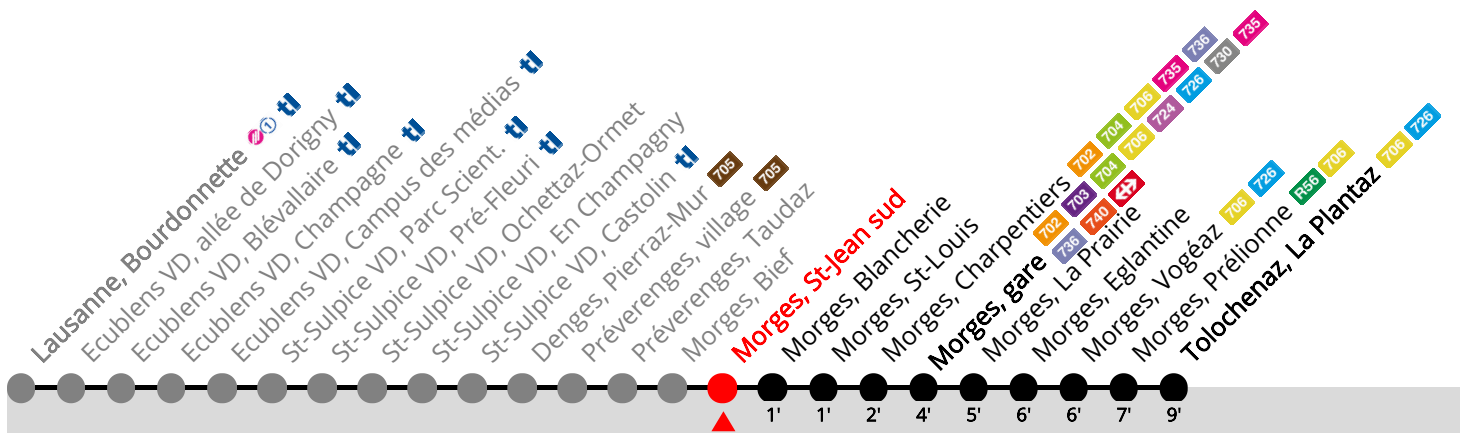 Lausanne, Bourdonnette m 1 tl
Ecublens VD, allée de Dorigny tl
Ecublens VD, Blévallaire tl
Ecublens VD, Champagne tl
Ecublens VD, Campus des médias tl
St-Sulpice VD, Parc Scient. tl
St-Sulpice VD, Pré-Fleuri tl
St-Sulpice VD, Ochettaz-Ormet
St-Sulpice VD, En Champagny
St-Sulpice VD, Castolin tl
Denges, Pierraz-Mur 705
Préverenges, village 705
Préverenges, Taudaz
Morges, Bief
Morges, St-Jean sud
Morges, Blancherie
Morges, St-Louis
Morges, Charpentiers 702 704 706 735 736
Morges, gare 702 703 704 706 724 726 730 735
736 740
Morges, La Prairie
Morges, Eglantine
Morges, Vogéaz 706 726
Morges, Prélionne R56 706
Tolochenaz, La Plantaz 706 726
1' 1' 2' 4' 5' 6' 6' 7' 9'